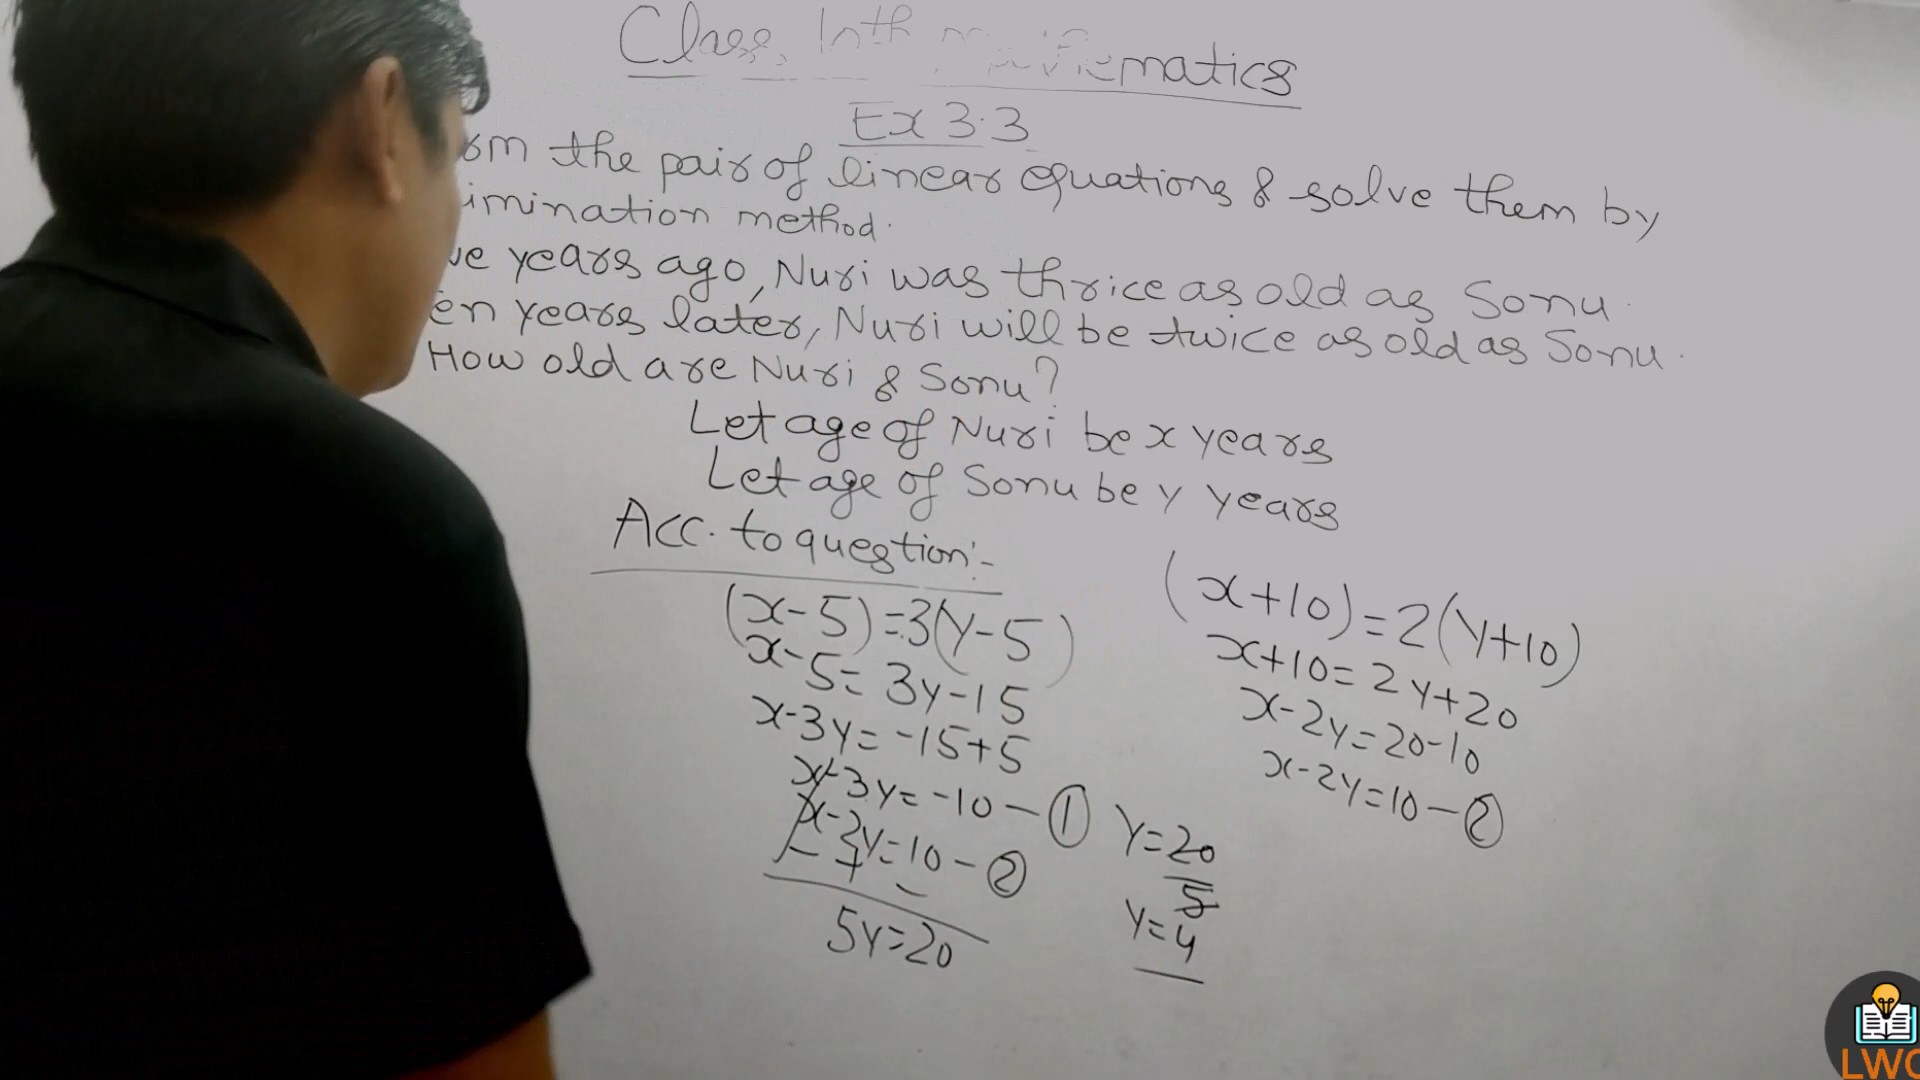 Class 10th mathematics
Ex 3.3
om the pair of linear equations & solve them by
imination method.
ve years ago, Nuri was thrice as old as Sonu.
en years later, Nuri will be twice as old as Sonu.
How old are Nuri & Sonu?
Let age of Nuri be x years
Let age of Sonu be y years
Acc. to question:-
(x-5)=3(y-5)
x-5=3y-15
x-3y=-15+5
x-3y=-10-①
x-2y=10-②
- + -
5y=20
(x+10)=2(y+10)
x+10=2y+20
x-2y=20-10
x-2y=10-②
y=20
5
y=4
LWC